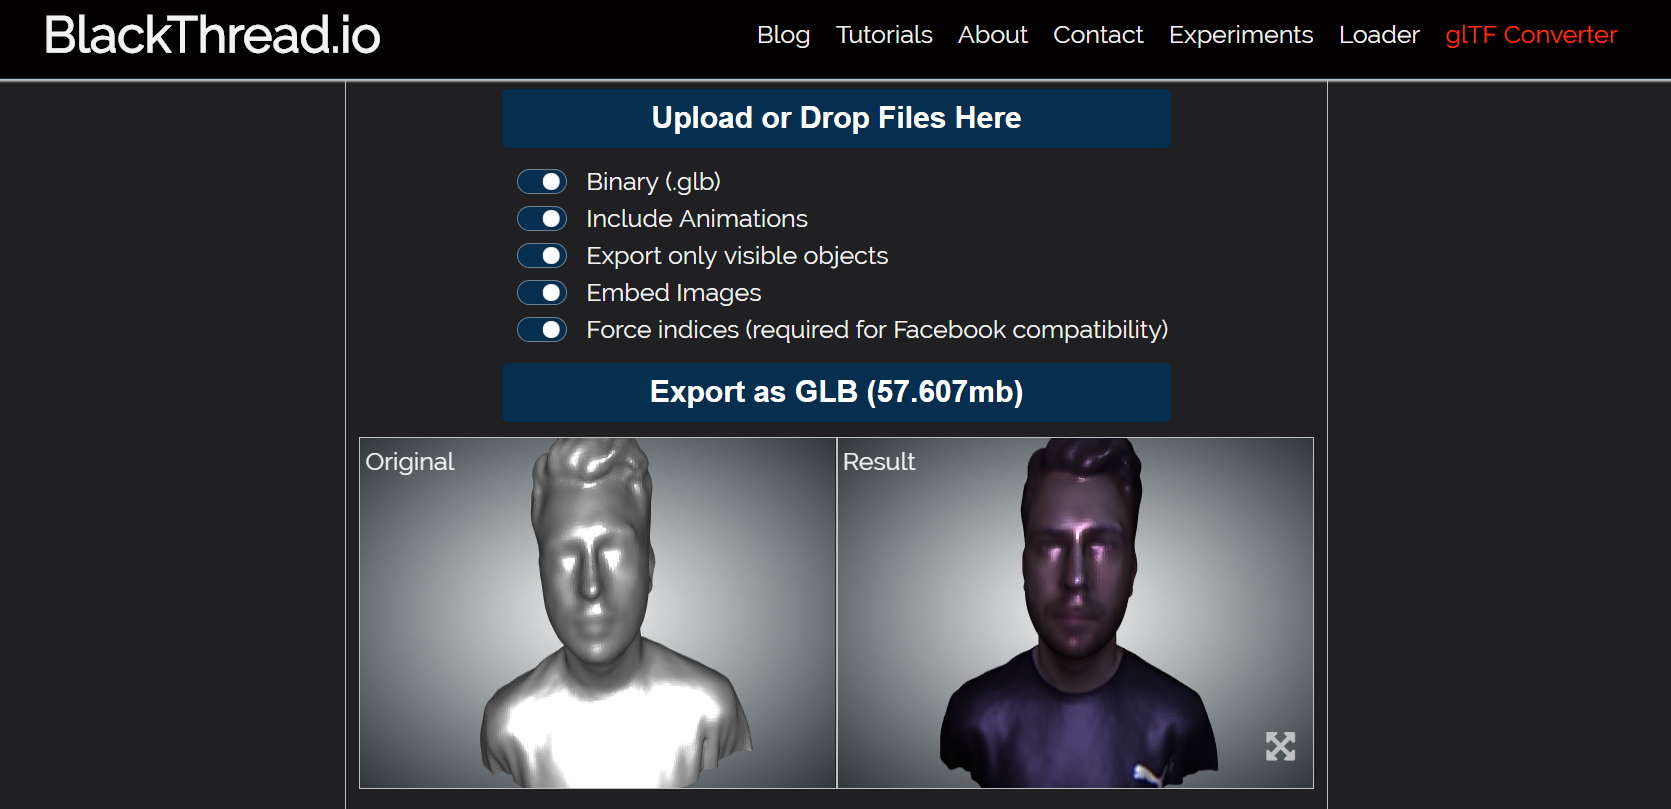 BlackThread.io
Blog Tutorials About Contact Experiments Loader glTF Converter
Upload or Drop Files Here
Binary (.glb)
Include Animations
Export only visible objects
Embed Images
Force indices (required for Facebook compatibility)
Export as GLB (57.607mb)
Original
Result